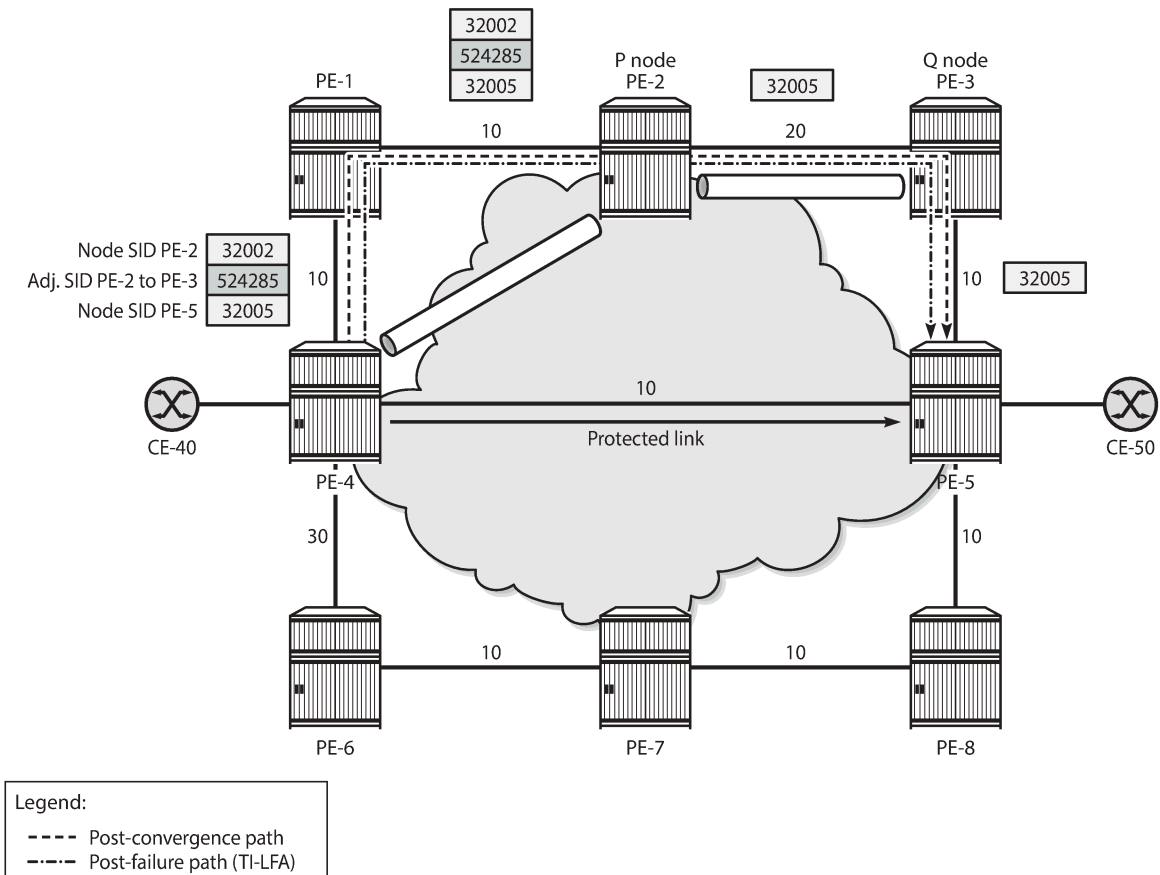 32002
524285
32005
P node
PE-2
Q node
PE-3
PE-1
32005
10
20
Node SID PE-2 32002
Adj. SID PE-2 to PE-3 524285
Node SID PE-5 32005
10
10
32005
10
Protected link
CE-40
CE-50
PE-4
PE-5
30
10
10
10
PE-6
PE-7
PE-8
Legend:
Post-convergence path
Post-failure path (TI-LFA)